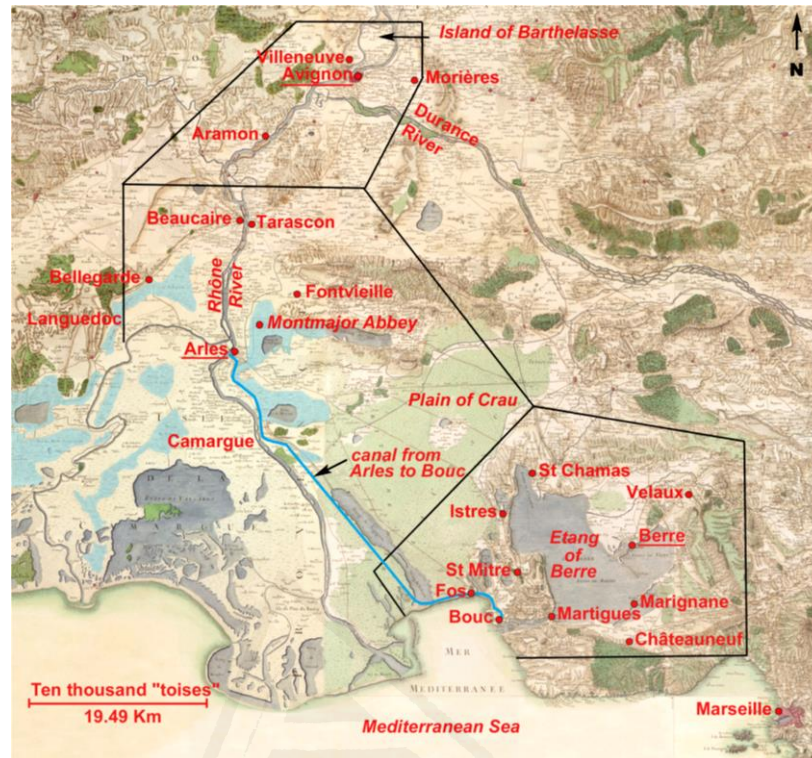 Island of Barthelasse
N
Villeneuve
Avignon
Morières
Durance
River
Aramon
Beaucaire
Tarascon
Bellegarde
Rhône
River
Fontvieille
Languedoc
Montmajor Abbey
Arles
Plain of Crau
Camargue
canal from
Arles to Bouc
St Chamas
Velaux
Istres
Etang
of
Berre
Berre
DE LA
St Mitre
Fos
Marignane
Bouc
Martigues
Châteauneuf
MER
MEDITERRANEE
Ten thousand "toises"
19.49 Km
Marseille
Mediterranean Sea